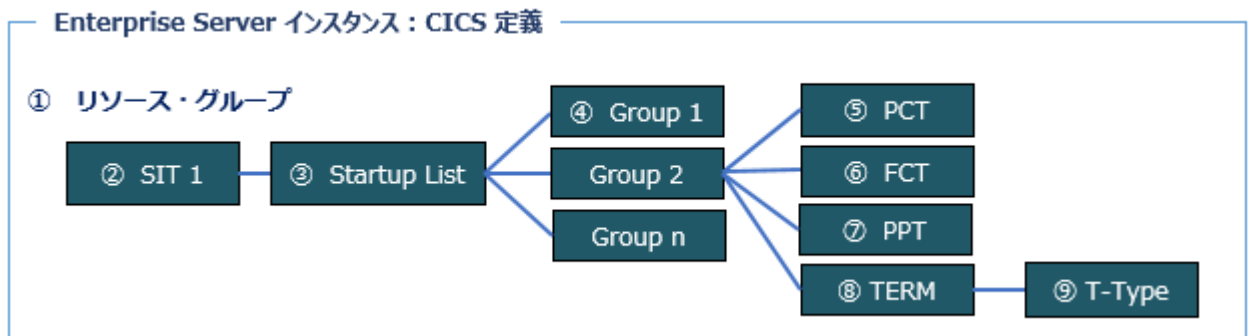 Enterprise Server インスタンス：CICS 定義
① リソース・グループ
② SIT 1
③ Startup List
④ Group 1
Group 2
Group n
⑤ PCT
⑥ FCT
⑦ PPT
⑧ TERM
⑨ T-Type